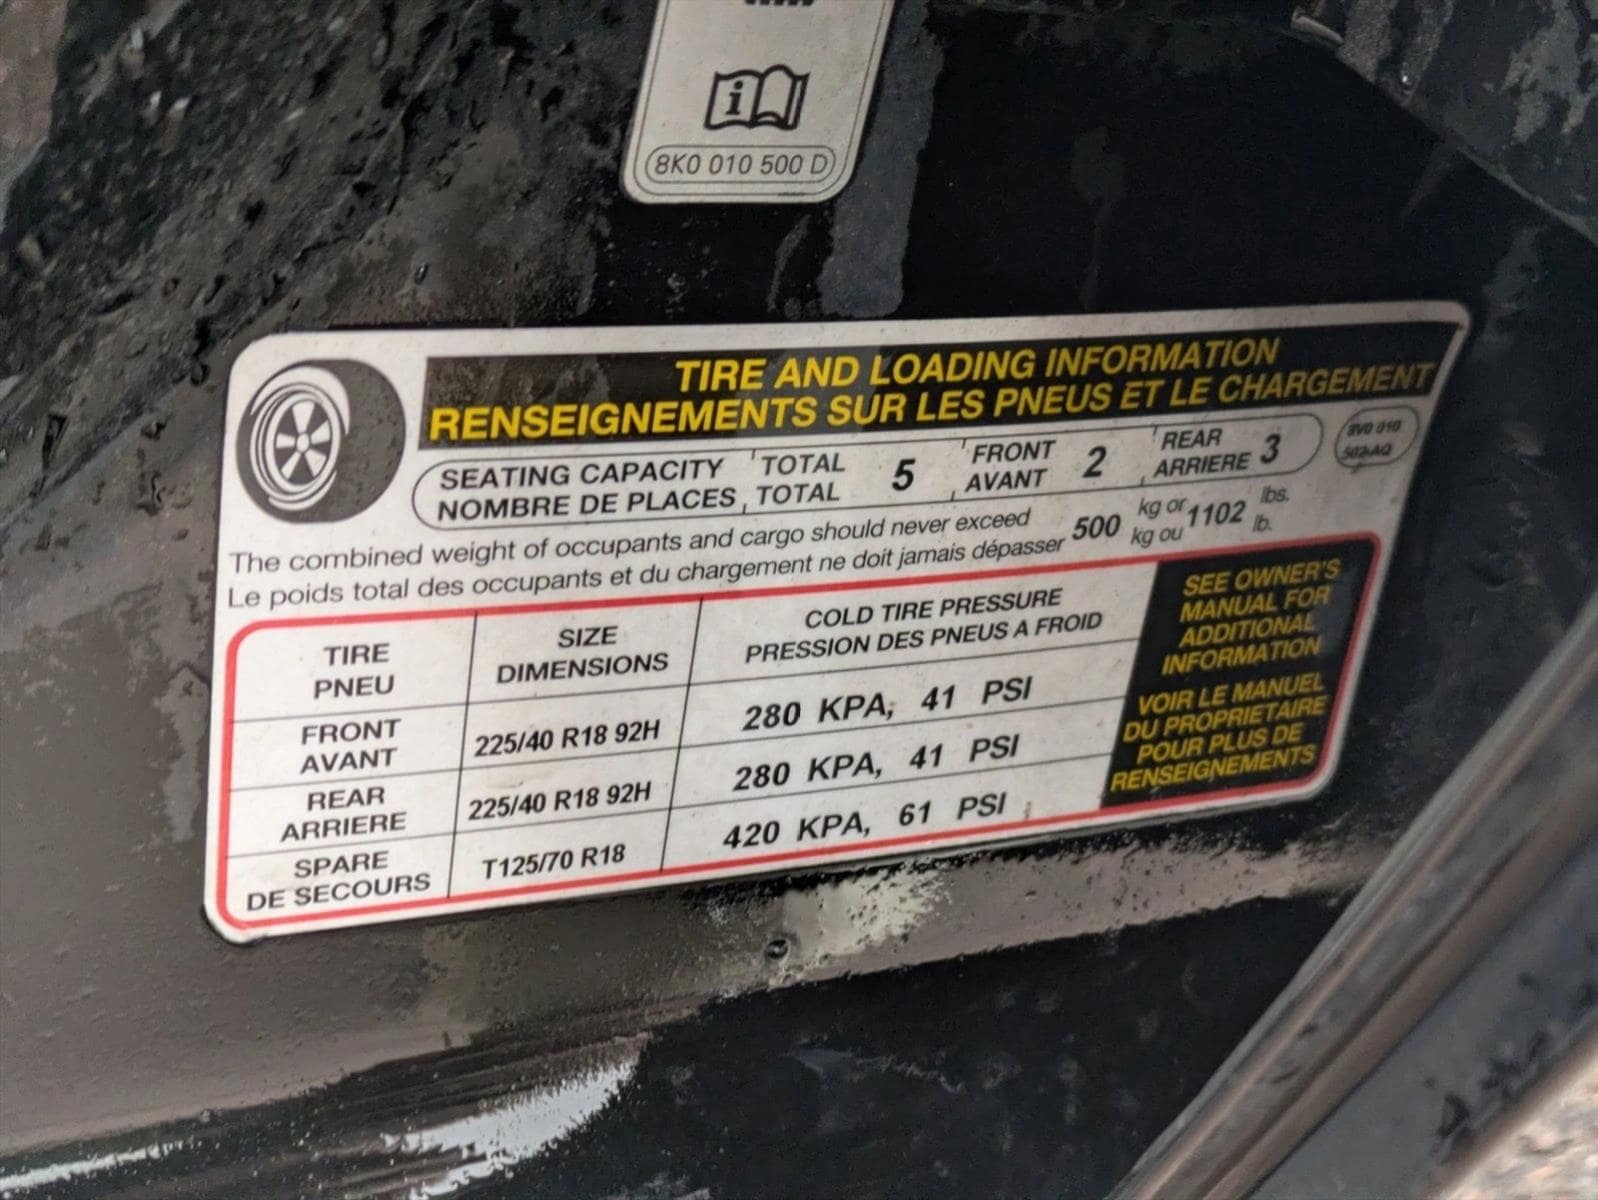 i
8K0 010 500 D
TIRE AND LOADING INFORMATION
RENSEIGNEMENTS SUR LES PNEUS ET LE CHARGEMENT
SEATING CAPACITY TOTAL 5 FRONT 2 REAR 3
NOMBRE DE PLACES TOTAL AVANT ARRIERE
8V0 010
502 AQ
The combined weight of occupants and cargo should never exceed 500 kg or 1102 lbs.
Le poids total des occupants et du chargement ne doit jamais dépasser kg ou lb.
TIRE SIZE COLD TIRE PRESSURE
PNEU DIMENSIONS PRESSION DES PNEUS A FROID
FRONT
AVANT 225/40 R18 92H 280 KPA, 41 PSI
REAR
ARRIERE 225/40 R18 92H 280 KPA, 41 PSI
SPARE
DE SECOURS T125/70 R18 420 KPA, 61 PSI
SEE OWNER'S
MANUAL FOR
ADDITIONAL
INFORMATION
VOIR LE MANUEL
DU PROPRIETAIRE
POUR PLUS DE
RENSEIGNEMENTS